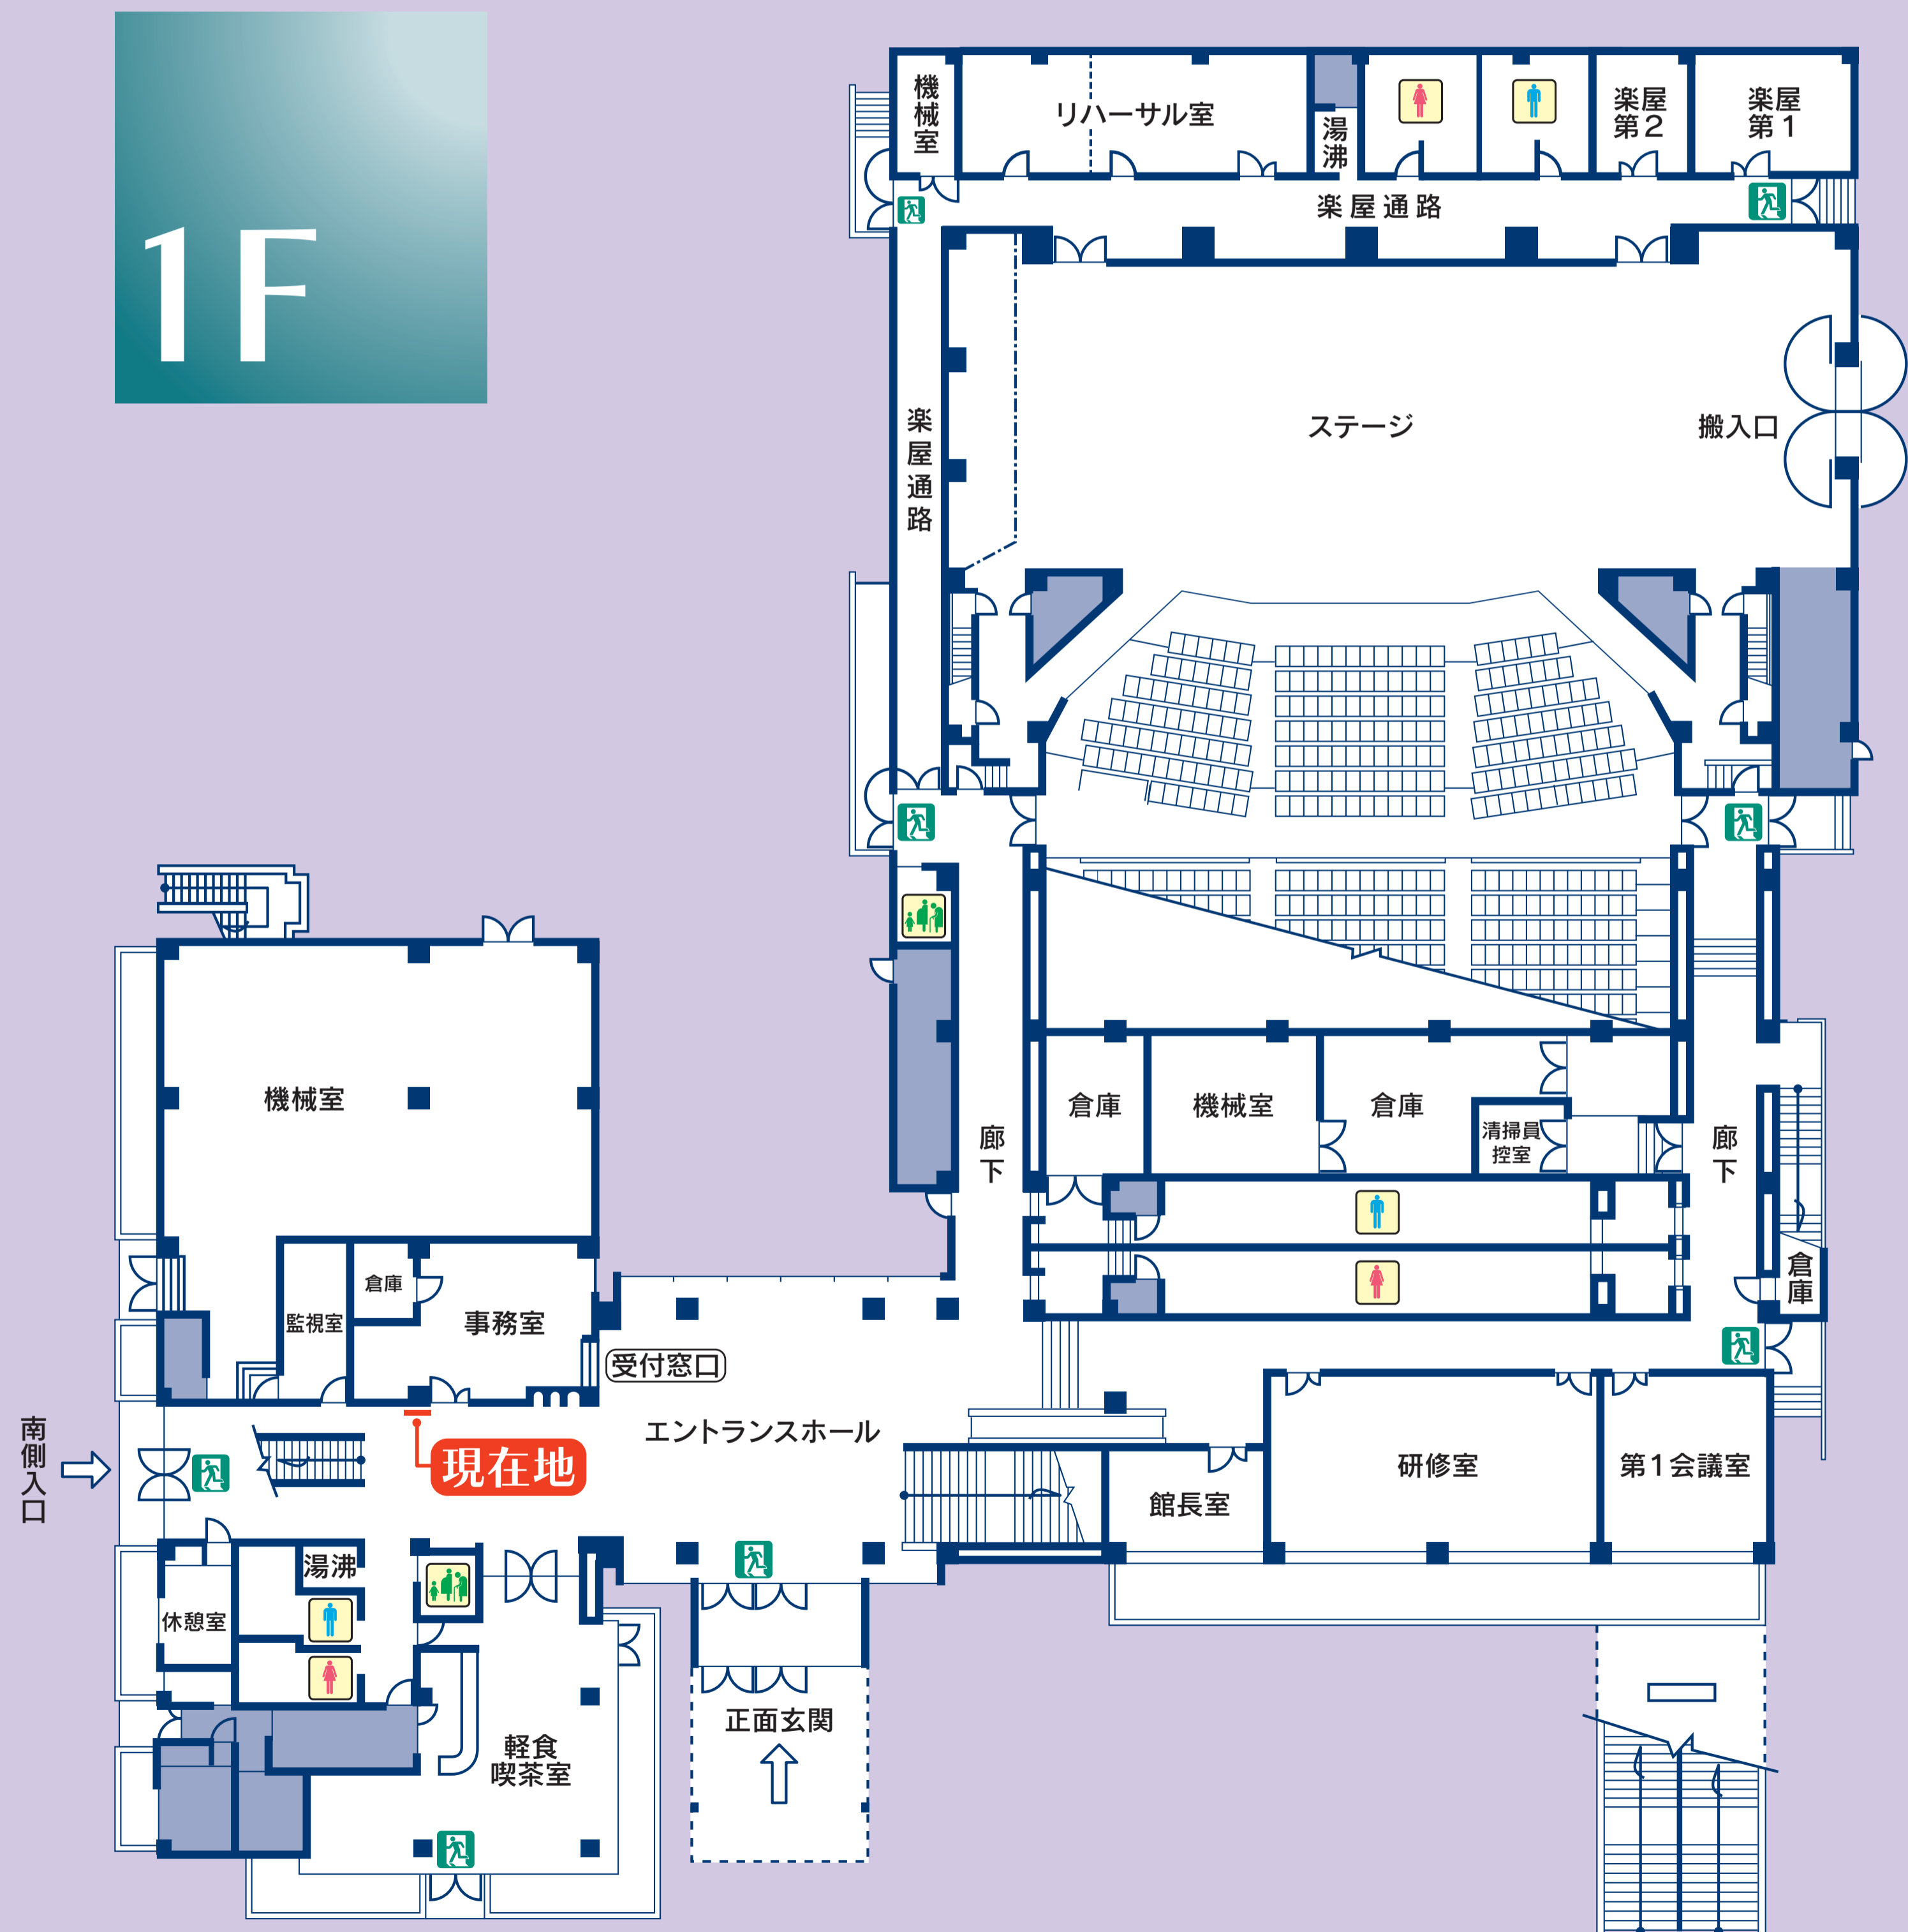 1F
機械室
リハーサル室
湯沸
楽屋
第2
楽屋
第1
楽屋通路
楽屋通路
ステージ
搬入口
機械室
倉庫
機械室
倉庫
清掃員
控室
廊下
廊下
倉庫
監視室
倉庫
事務室
受付窓口
エントランスホール
現在地
南側入口
研修室
第1会議室
館長室
湯沸
休憩室
正面玄関
軽食
喫茶室